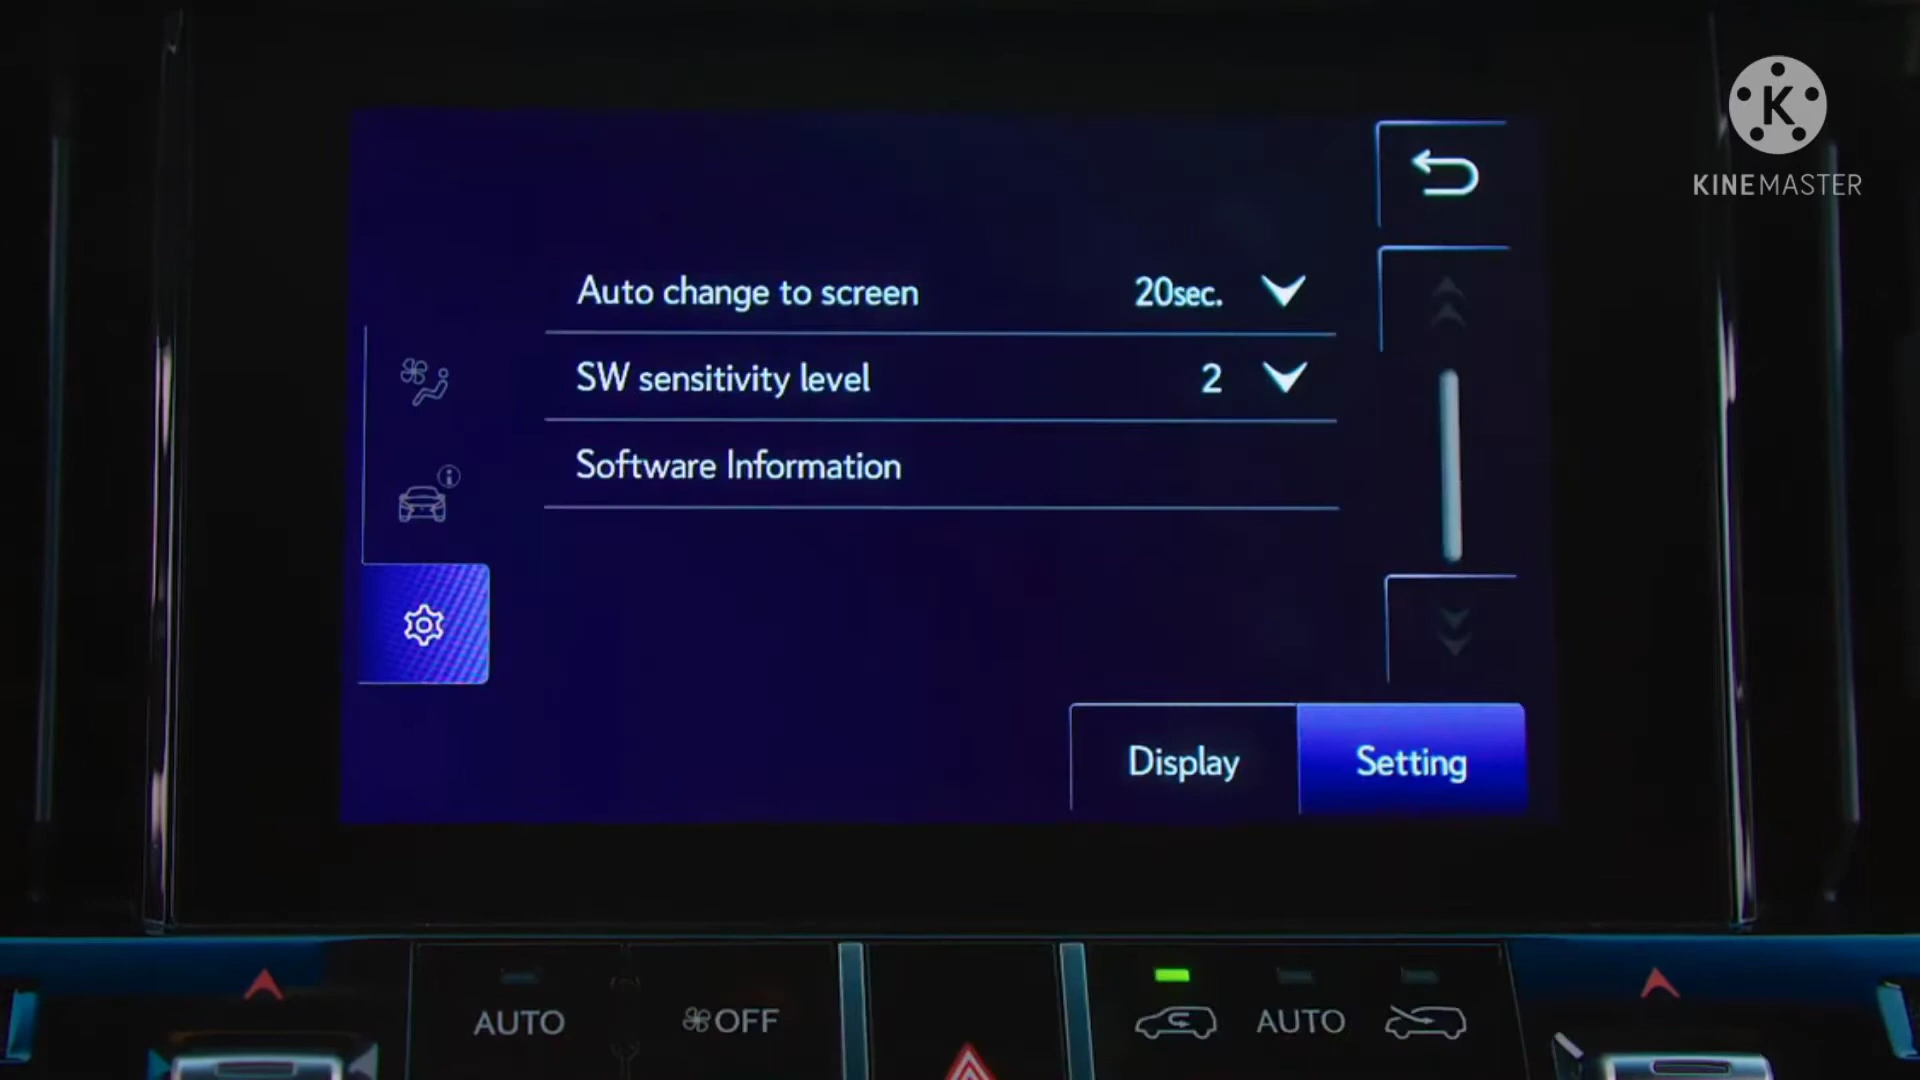 K
KINEMASTER
Auto change to screen 20sec.
SW sensitivity level 2
Software Information
Display Setting
AUTO OFF AUTO